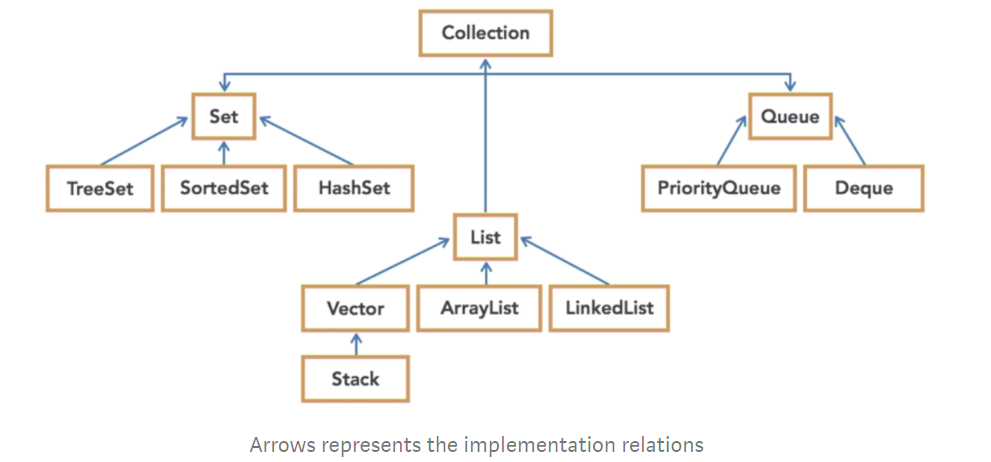 Collection
Set
Queue
TreeSet
SortedSet
HashSet
PriorityQueue
Deque
List
Vector
ArrayList
LinkedList
Stack
Arrows represents the implementation relations